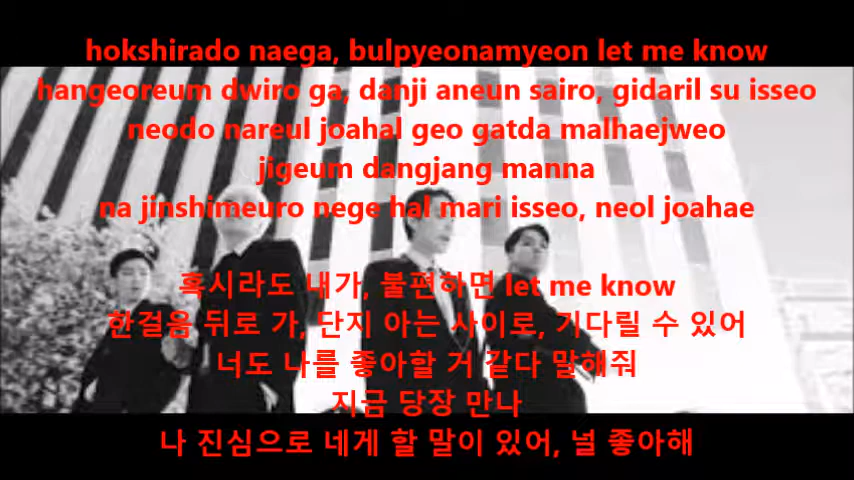 hokshirado naega, bulpyeonamyeon let me know
hangeoreum dwiro ga, danji aneun sairo, gidaril su isseo
neodo nareul joahal geo gatda malhaejweo
jigeum dangjang manna
na jinshimeuro nege hal mari isseo, neol joahae
혹시라도 내가, 불편하면 let me know
한걸음 뒤로 가, 단지 아는 사이로, 기다릴 수 있어
너도 나를 좋아할 거 같다 말해줘
지금 당장 만나
나 진심으로 네게 할 말이 있어, 널 좋아해